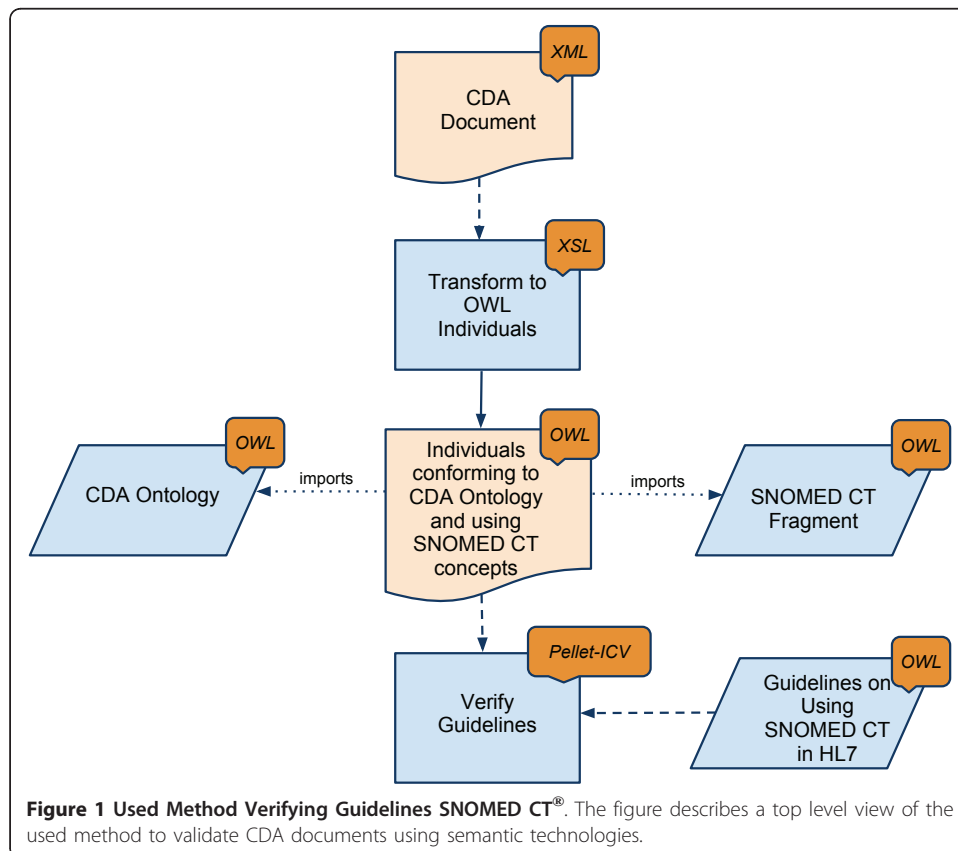 XML
CDA
Document
XSL
Transform to
OWL
Individuals
OWL
CDA Ontology
imports
OWL
Individuals
conforming to
CDA Ontology
and using
SNOMED CT
concepts
imports
OWL
SNOMED CT
Fragment
Pellet-ICV
Verify
Guidelines
OWL
Guidelines on
Using
SNOMED CT
in HL7
Figure 1 Used Method Verifying Guidelines SNOMED CT®. The figure describes a top level view of the
used method to validate CDA documents using semantic technologies.